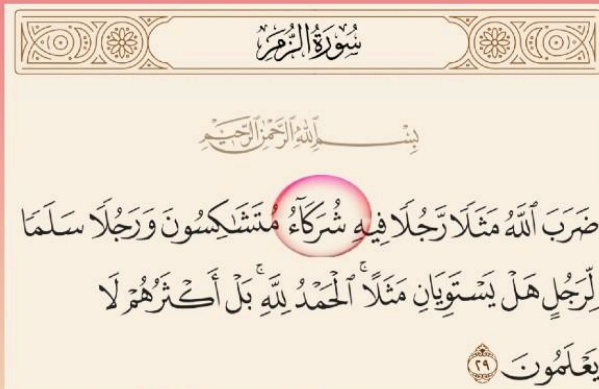 سُورَةُ الزُّمَرِ
بِسْمِ ٱللَّهِ ٱلرَّحْمَٰنِ ٱلرَّحِيمِ
ضَرَبَ ٱللَّهُ مَثَلًا رَّجُلًا فِيهِ شُرَكَآءُ مُتَشَٰكِسُونَ وَرَجُلًا سَلَمًا
لِّرَجُلٍ هَلْ يَسْتَوِيَانِ مَثَلًا ۚ ٱلْحَمْدُ لِلَّهِ ۚ بَلْ أَكْثَرُهُمْ لَا
يَعْلَمُونَ ٢٩